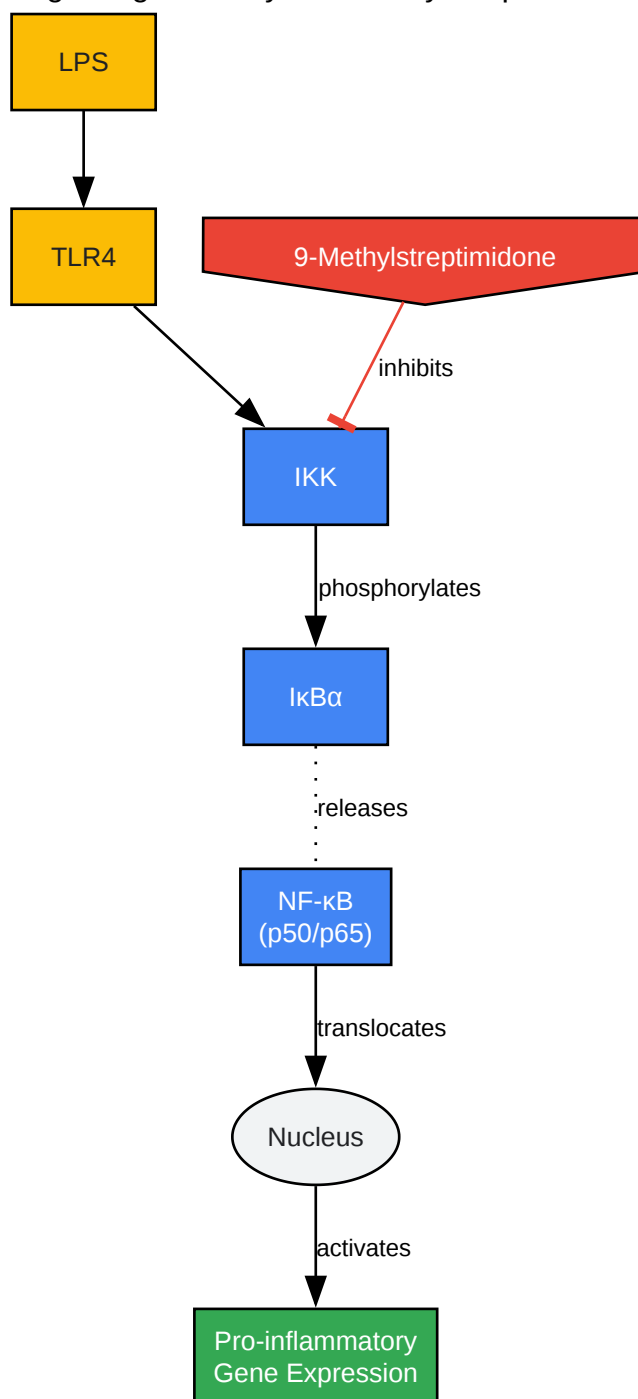 LPS
TLR4
9-Methylstreptimidone
inhibits
IKK
phosphorylates
IκBα
releases
NF-κB
(p50/p65)
translocates
Nucleus
activates
Pro-inflammatory
Gene Expression